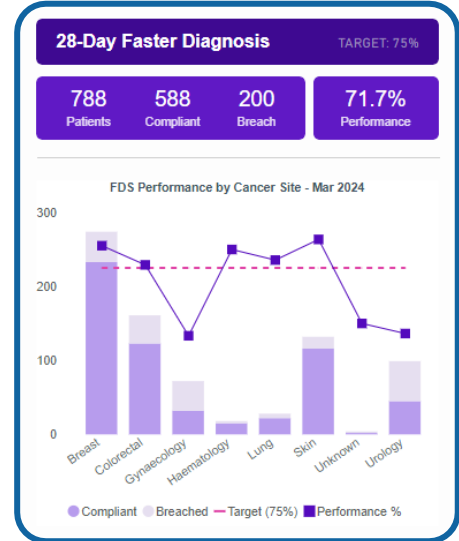 28-Day Faster Diagnosis TARGET: 75%
788 588 200 71.7%
Patients Compliant Breach Performance
FDS Performance by Cancer Site - Mar 2024
300
200
100
0
Breast Colorectal Gynaecology Haematology Lung Skin Unknown Urology
Compliant Breached Target (75%) Performance %